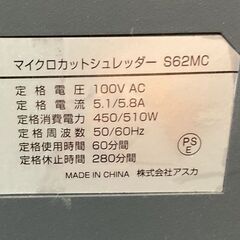 マイクロカットシュレッダー S62MC
定格電圧 100V AC
定格電流 5.1/5.8A
定格消費電力 450/510W
定格周波数 50/60Hz
定格使用時間 60分間
定格休止時間 280分間
PS
E
MADE IN CHINA 株式会社アスカ